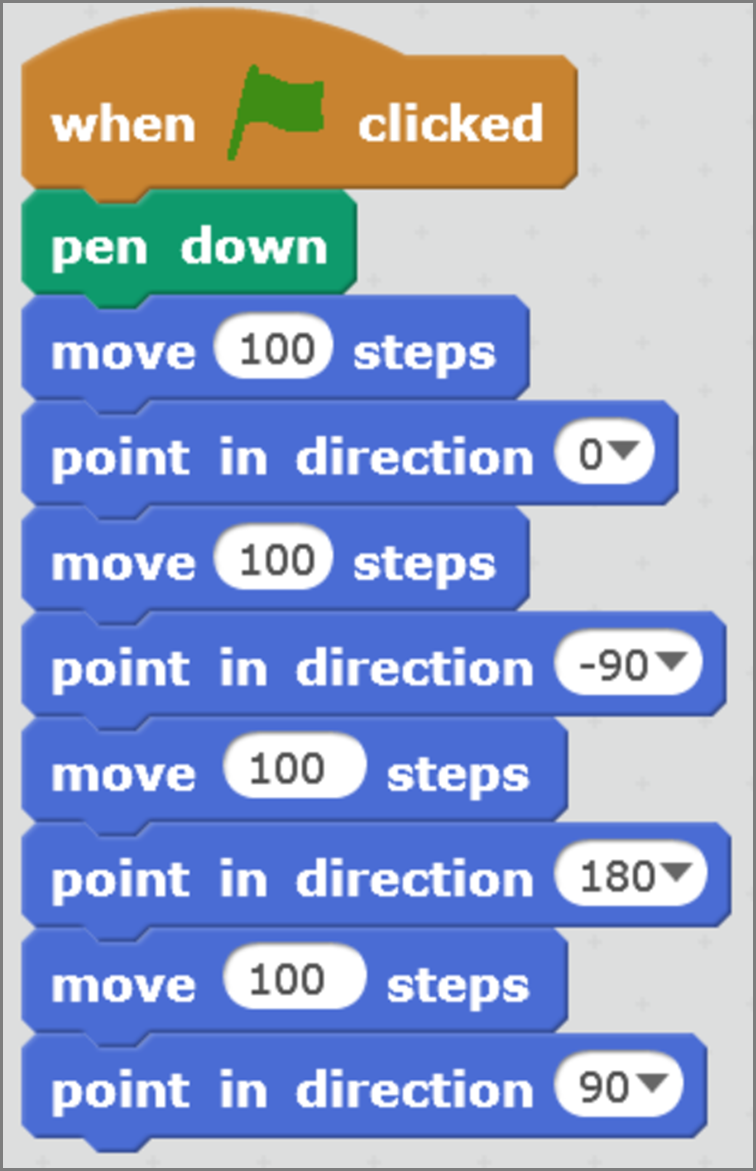 when clicked
pen down
move 100 steps
point in direction 0
move 100 steps
point in direction -90
move 100 steps
point in direction 180
move 100 steps
point in direction 90